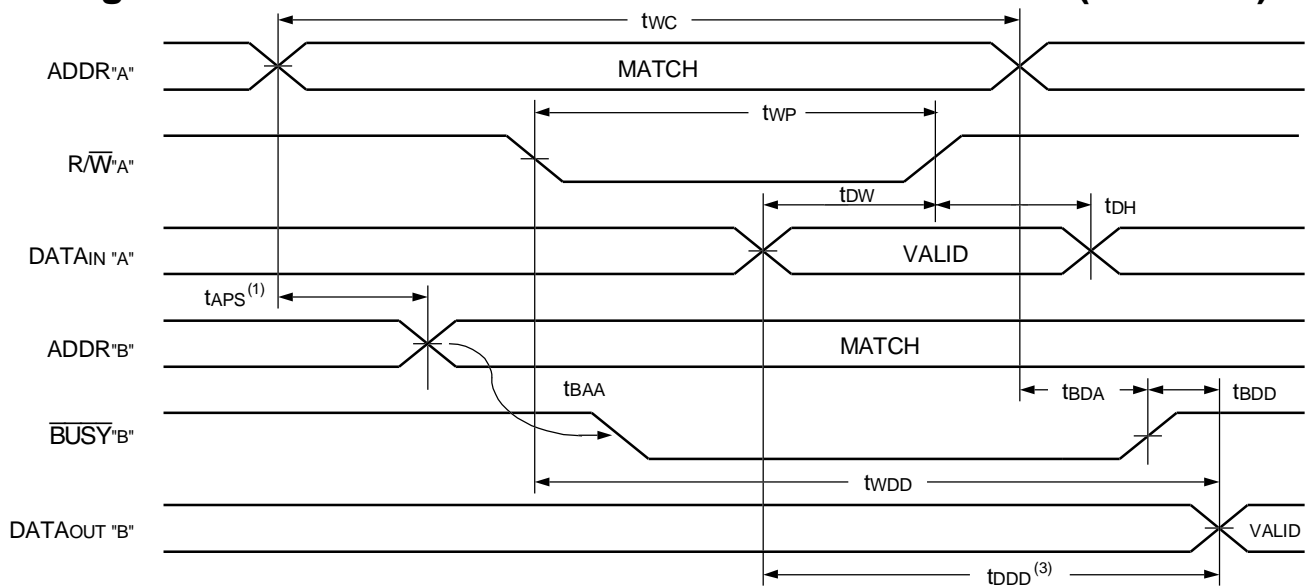 tWC
ADDR"A"
MATCH
tWP
R/W"A"
tDW
tDH
DATAIN "A"
VALID
tAPS(1)
ADDR"B"
MATCH
tBAA
tBDA
tBDD
BUSY"B"
tWDD
DATAOUT "B"
VALID
tDDD(3)